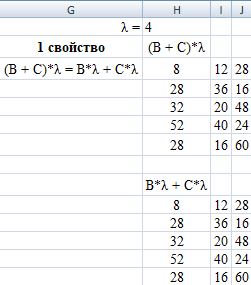 G H I J
λ = 4
1 свойство (B + C)*λ
(B + C)*λ = B*λ + C*λ 8 12 28
28 36 16
32 20 48
52 40 24
28 16 60
B*λ + C*λ
8 12 28
28 36 16
32 20 48
52 40 24
28 16 60